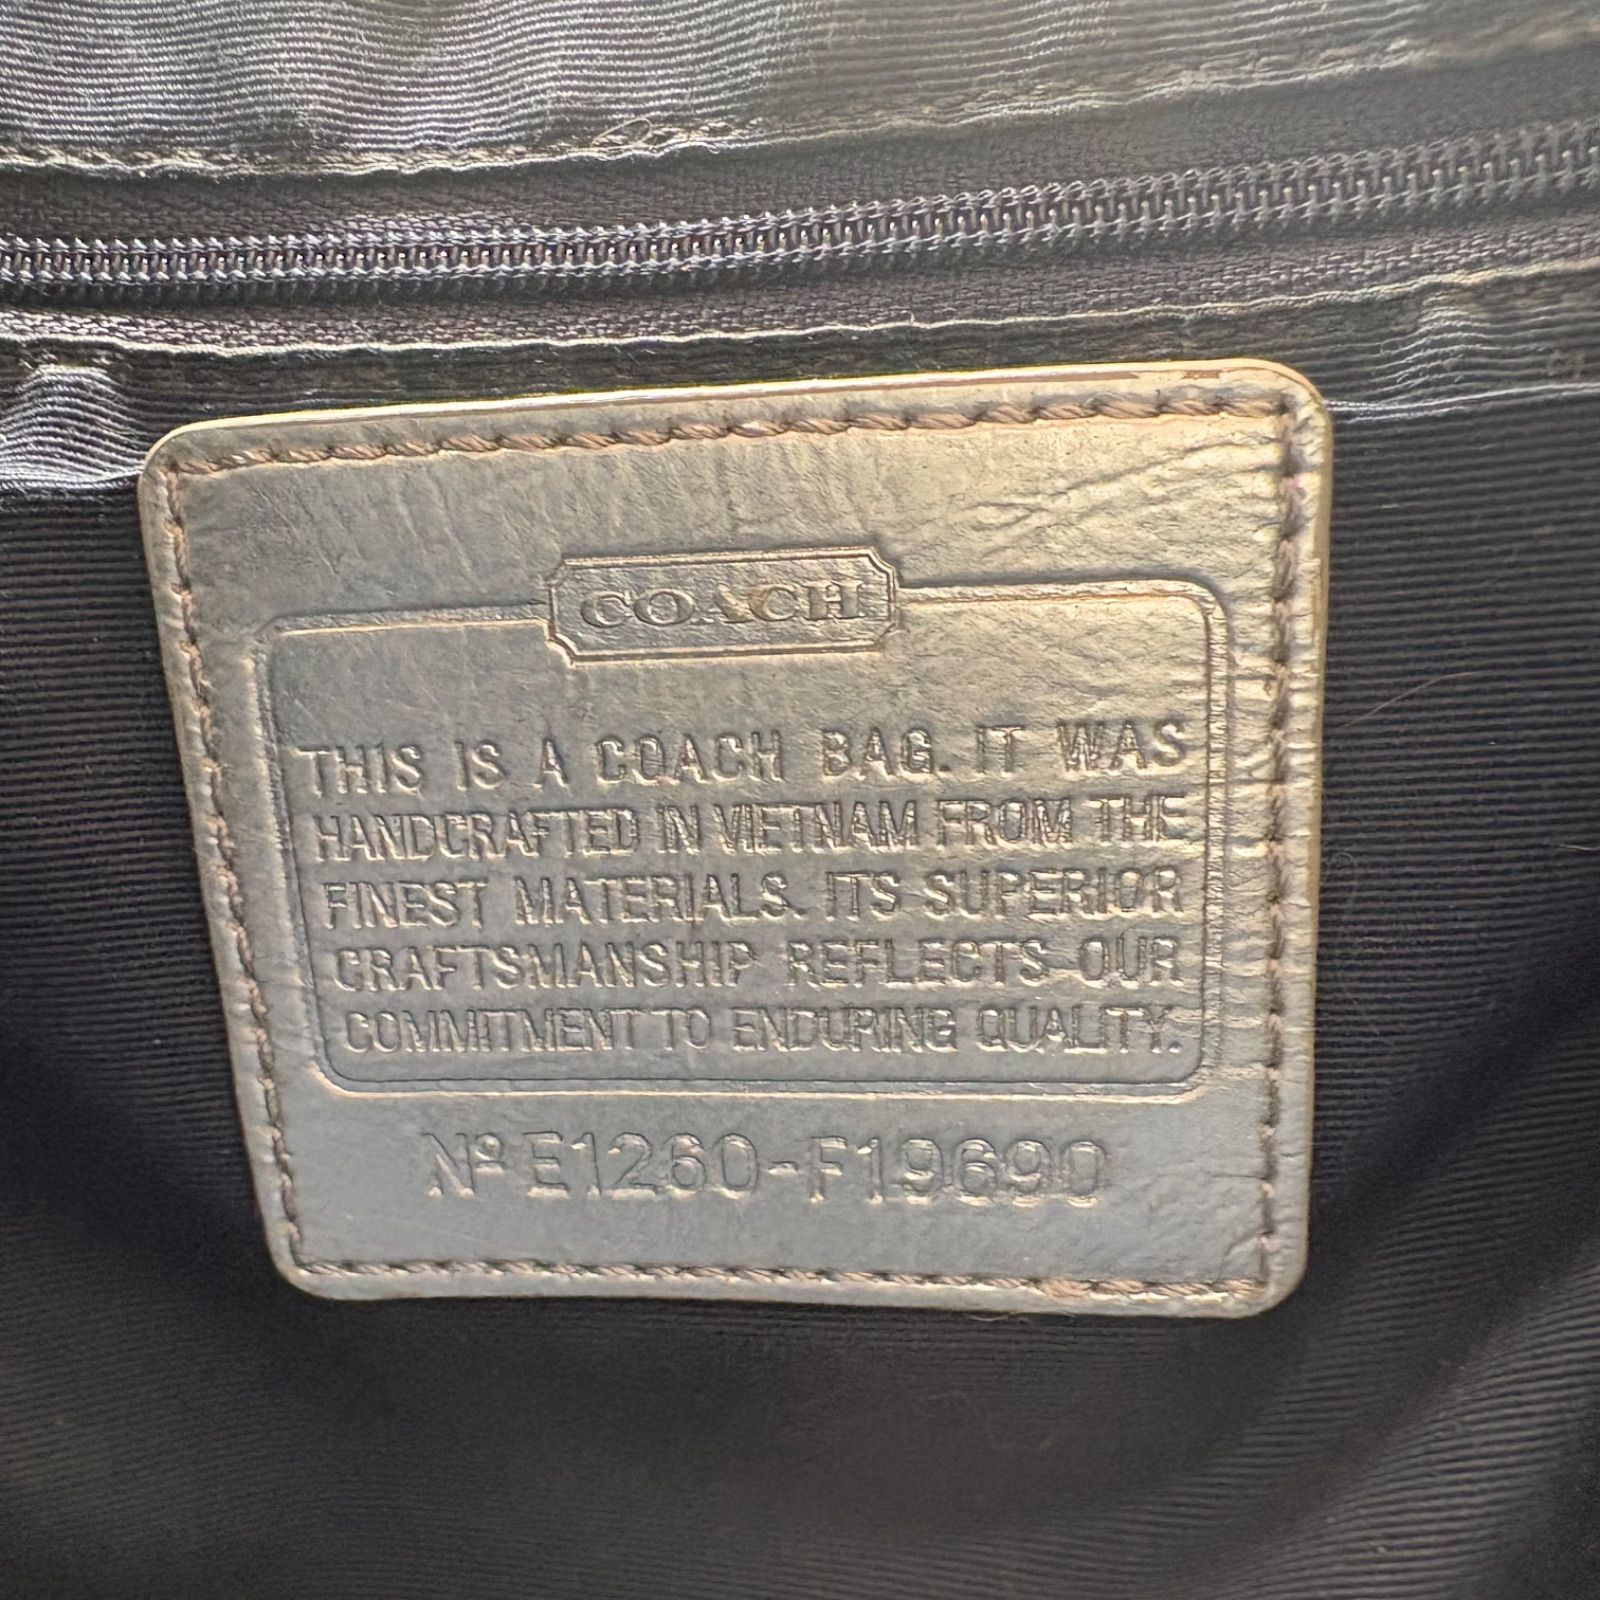 COACH
THIS IS A COACH BAG. IT WAS
HANDCRAFTED IN VIETNAM FROM THE
FINEST MATERIALS. ITS SUPERIOR
CRAFTSMANSHIP REFLECTS OUR
COMMITMENT TO ENDURING QUALITY.
Nº E1260-F19690